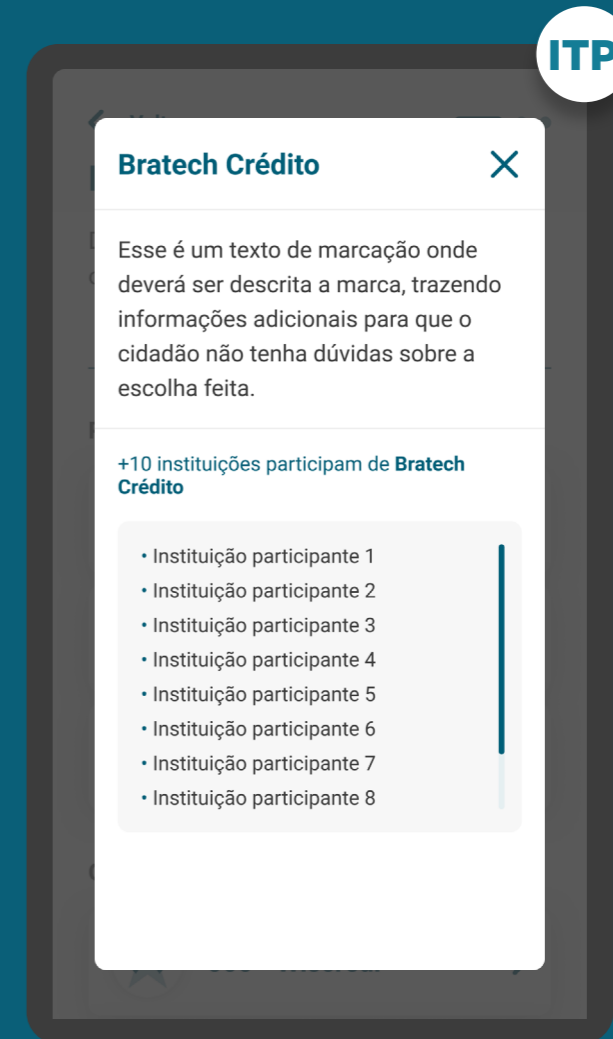 ITP
Bratech Crédito
Esse é um texto de marcação onde
deverá ser descrita a marca, trazendo
informações adicionais para que o
cidadão não tenha dúvidas sobre a
escolha feita.
+10 instituições participam de Bratech
Crédito
• Instituição participante 1
• Instituição participante 2
• Instituição participante 3
• Instituição participante 4
• Instituição participante 5
• Instituição participante 6
• Instituição participante 7
• Instituição participante 8